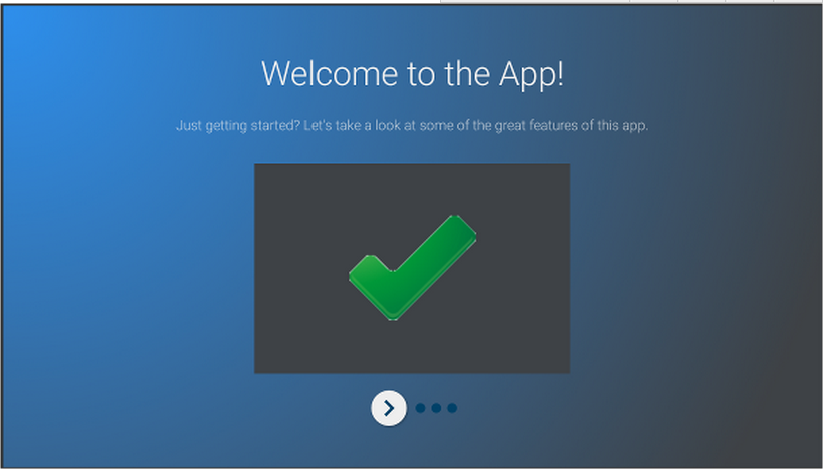 Welcome to the App!
Just getting started? Let's take a look at some of the great features of this app.